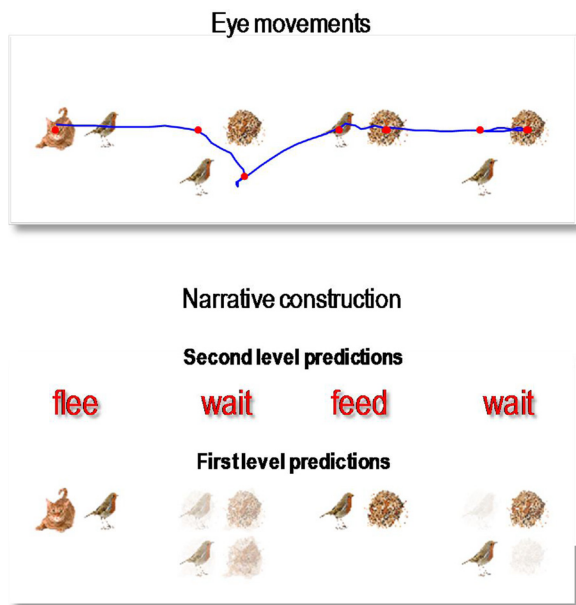 Eye movements
Narrative construction
Second level predictions
flee wait feed wait
First level predictions